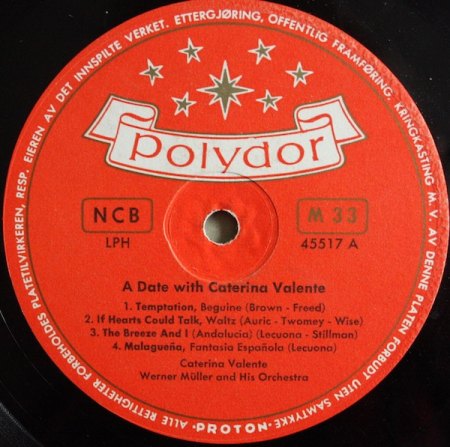 ALLE RETTIGHETER FORBEHOLDES PLATETILVIRKEREN, RESP. EIEREN AV DET INNSPILTE VERKET. ETTERGJØRING, OFFENTLIG FRAMFØRING, KRINGKASTING M. V. AV DENNE PLATEN FORBUDT UTEN SAMTYKKE·
polydor
NCB
M 33
LPH
45517 A
A Date with Caterina Valente
1. Temptation, Beguine (Brown - Freed)
2. If Hearts Could Talk, Waltz (Auric - Twomey - Wise)
3. The Breeze And I (Andalucia) (Lecuona - Stillman)
4. Malagueña, Fantasia Española (Lecuona)
Caterina Valente
Werner Müller and His Orchestra
·PROTON·